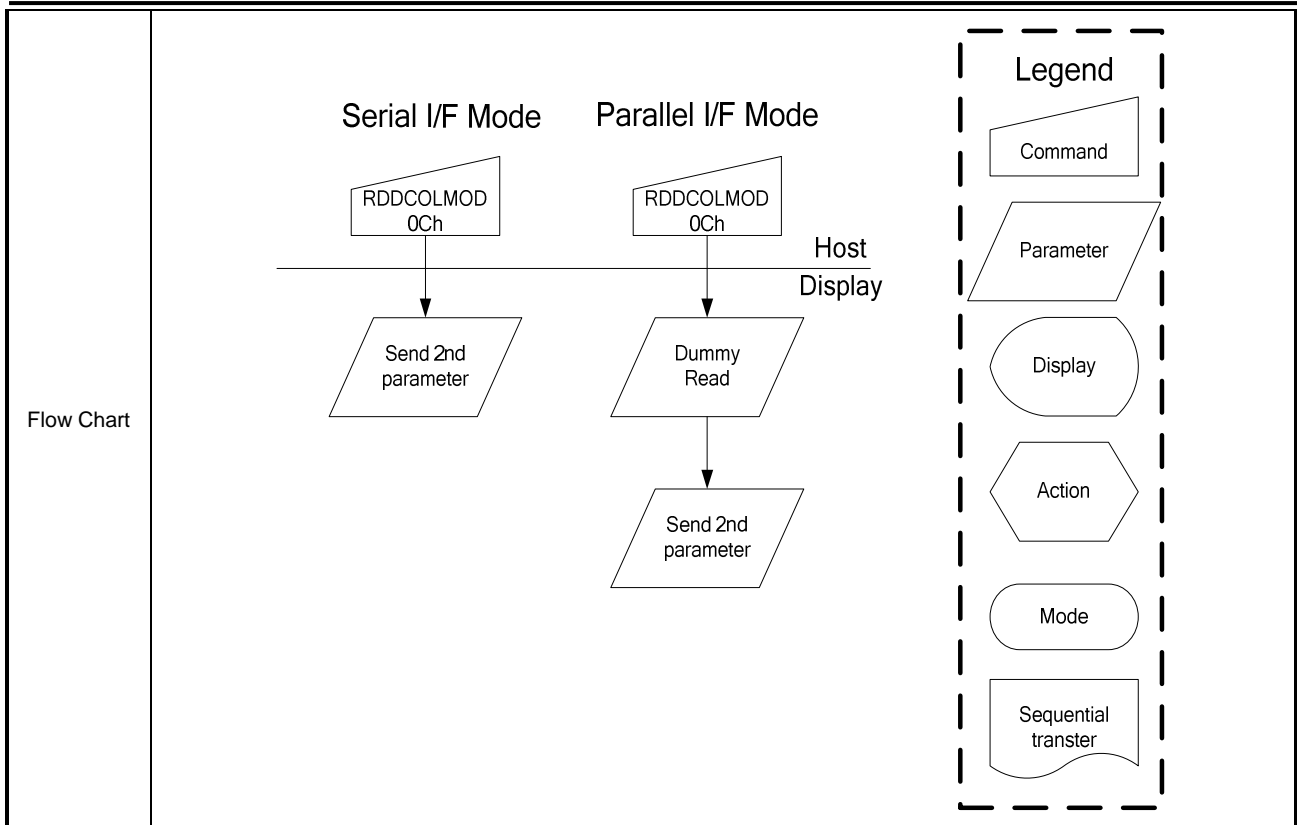 Flow Chart
Serial I/F Mode
Parallel I/F Mode
RDDCOLMOD
0Ch
RDDCOLMOD
0Ch
Host
Display
Send 2nd
parameter
Dummy
Read
Send 2nd
parameter
Legend
Command
Parameter
Display
Action
Mode
Sequential
transter